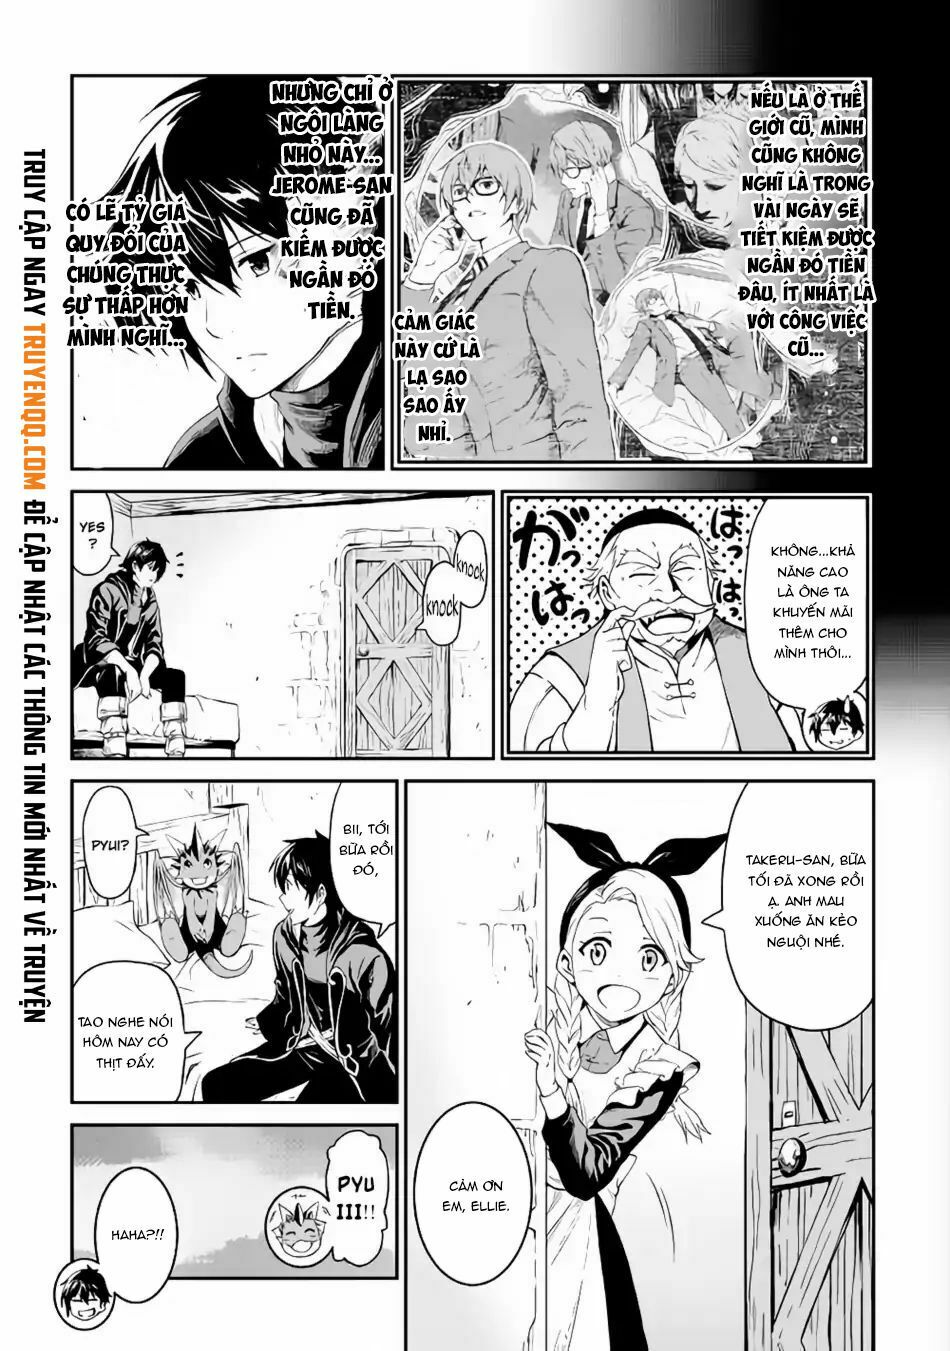 TRUY CẬP NGAY TRUYENQQ.COM ĐỂ CẬP NHẬT CÁC THÔNG TIN MỚI NHẤT VỀ TRUYỆN
NẾU LÀ Ở THẾ
GIỚI CŨ, MÌNH
CŨNG KHÔNG
NGHĨ LÀ TRONG
VÀI NGÀY SẼ
TIẾT KIỆM ĐƯỢC
NGẦN ĐÓ TIỀN
ĐÂU, ÍT NHẤT LÀ
VỚI CÔNG VIỆC
CŨ...
CẢM GIÁC
NÀY CỨ LÀ
LẠ SAO
SAO ẤY
NHỈ.
NHƯNG CHỈ Ở
NGÔI LÀNG
NHỎ NÀY...
JEROME-SAN
CŨNG ĐÃ
KIẾM ĐƯỢC
NGẦN ĐÓ
TIỀN.
CÓ LẼ TỶ GIÁ
QUY ĐỔI CỦA
CHÚNG THỰC
SỰ THẤP HƠN
MÌNH NGHĨ...
KHÔNG...KHẢ
NĂNG CAO
LÀ ÔNG TA
KHUYẾN MÃI
THÊM CHO
MÌNH THÔI...
はっはっ
がっはっ
knock
knock
YES
?
TAKERU-SAN, BỮA
TỐI ĐÃ XONG RỒI
Ạ. ANH MAU
XUỐNG ĂN KẺO
NGUỘI NHÉ.
CẢM ƠN
EM, ELLIE.
BII, TỚI
BỮA RỒI
ĐÓ,
PYUI?
TAO NGHE NÓI
HÔM NAY CÓ
THỊT ĐẤY.
PYU
III!!
HAHA?!!